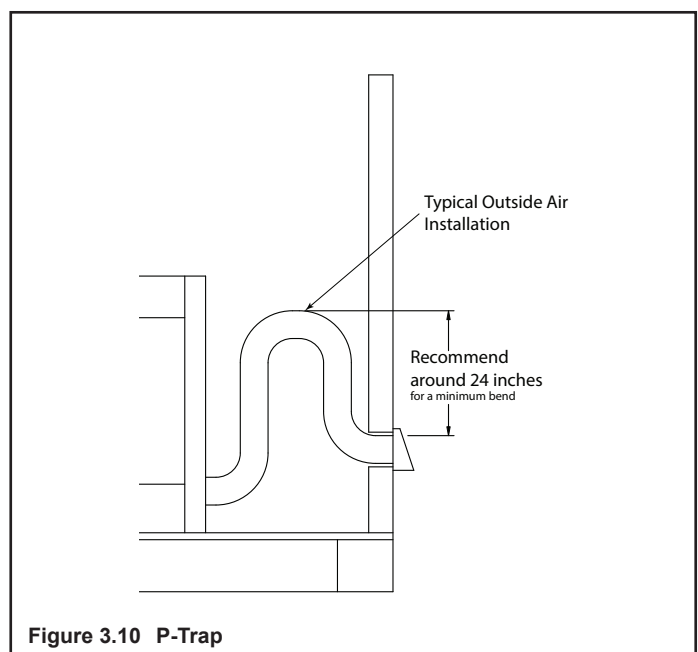 Typical Outside Air
Installation
Recommend
around 24 inches
for a minimum bend
Figure 3.10 P-Trap